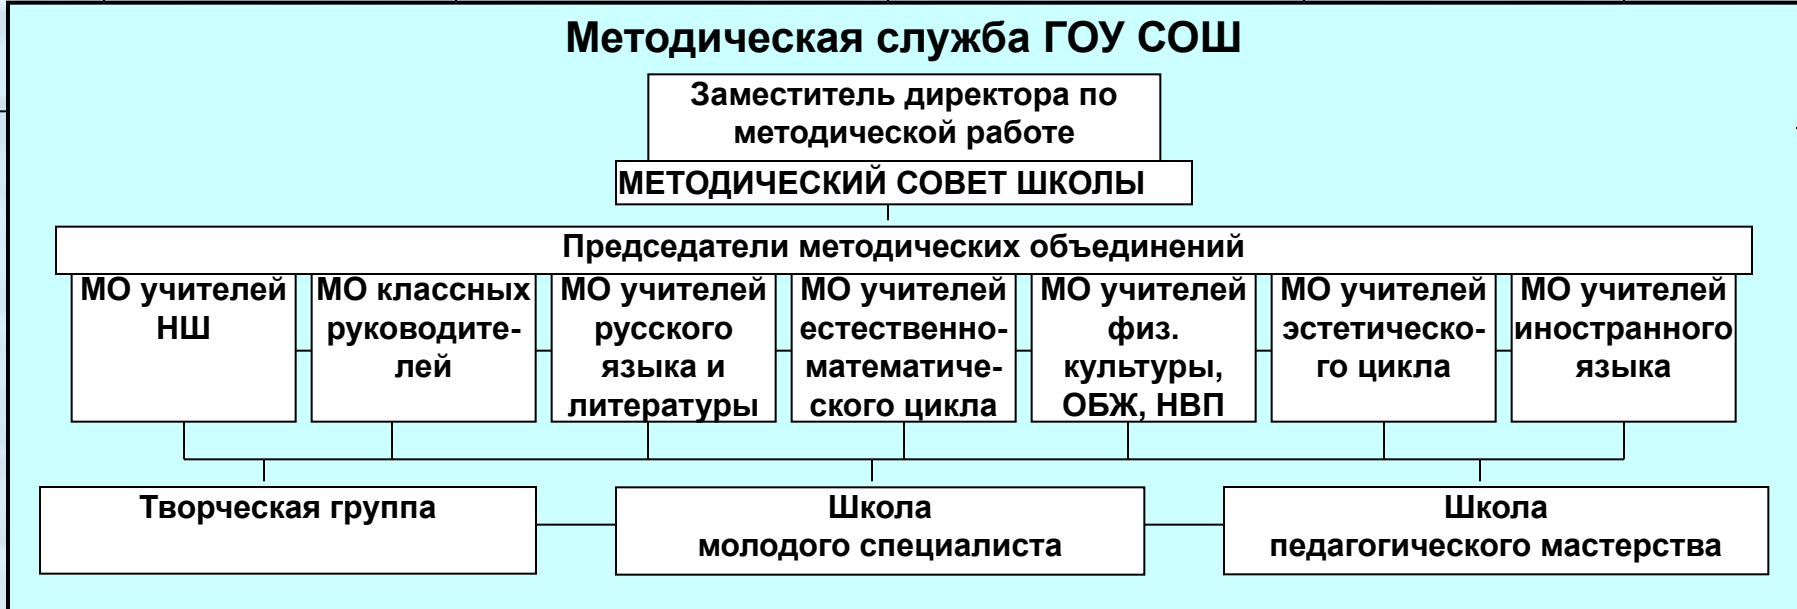 Методическая служба ГОУ СОШ
Заместитель директора по
методической работе
МЕТОДИЧЕСКИЙ СОВЕТ ШКОЛЫ
Председатели методических объединений
МО учителей
НШ
МО классных
руководите-
лей
МО учителей
русского
языка и
литературы
МО учителей
естественно-
математиче-
ского цикла
МО учителей
физ.
культуры,
ОБЖ, НВП
МО учителей
эстетическо-
го цикла
МО учителей
иностранного
языка
Творческая группа
Школа
молодого специалиста
Школа
педагогического мастерства